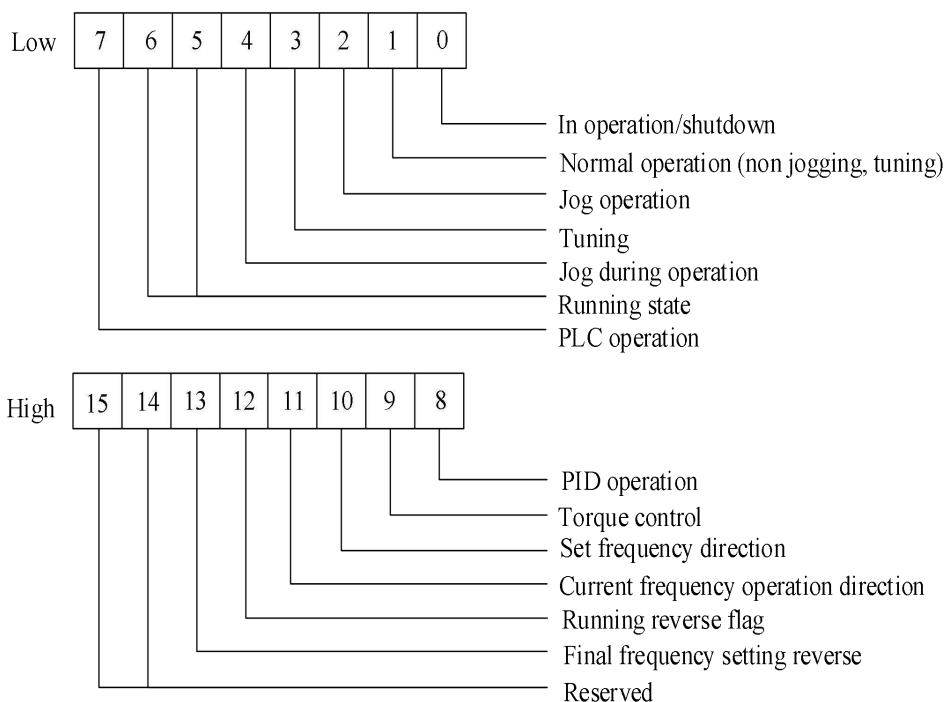 Low 7 6 5 4 3 2 1 0
In operation/shutdown
Normal operation (non jogging, tuning)
Jog operation
Tuning
Jog during operation
Running state
PLC operation
High 15 14 13 12 11 10 9 8
PID operation
Torque control
Set frequency direction
Current frequency operation direction
Running reverse flag
Final frequency setting reverse
Reserved